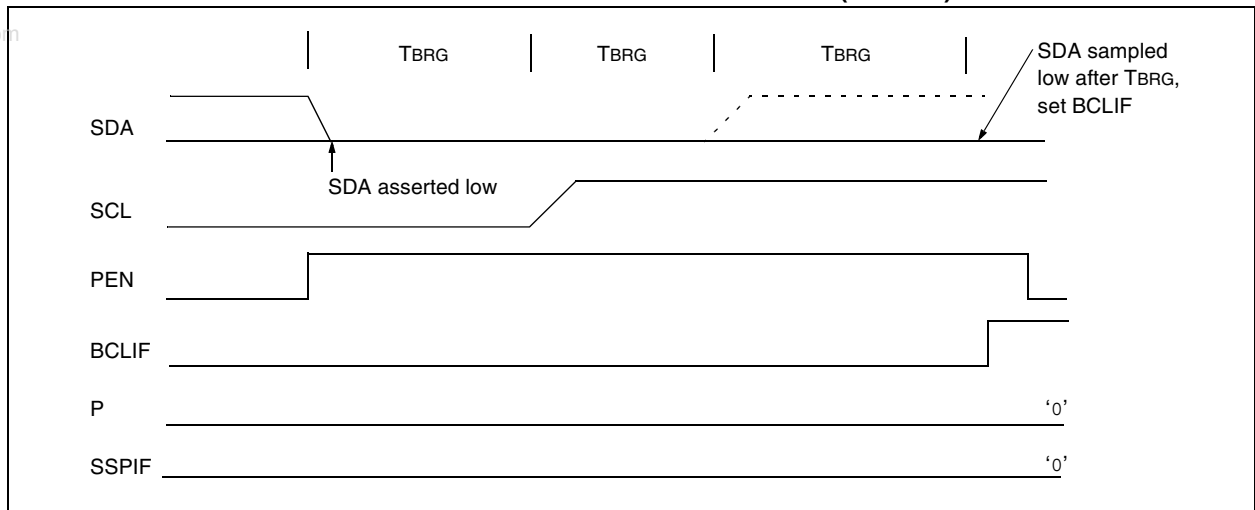 TBRG TBRG TBRG
SDA sampled
low after TBRG,
set BCLIF
SDA
SDA asserted low
SCL
PEN
BCLIF
P ‘0’
SSPIF ‘0’